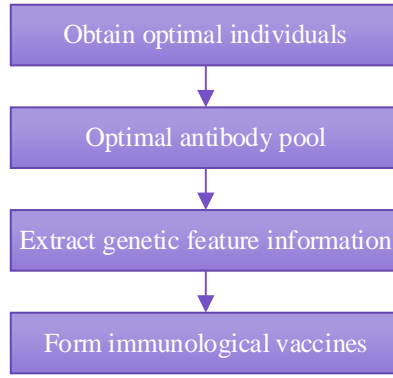 Obtain optimal individuals
Optimal antibody pool
Extract genetic feature information
Form immunological vaccines